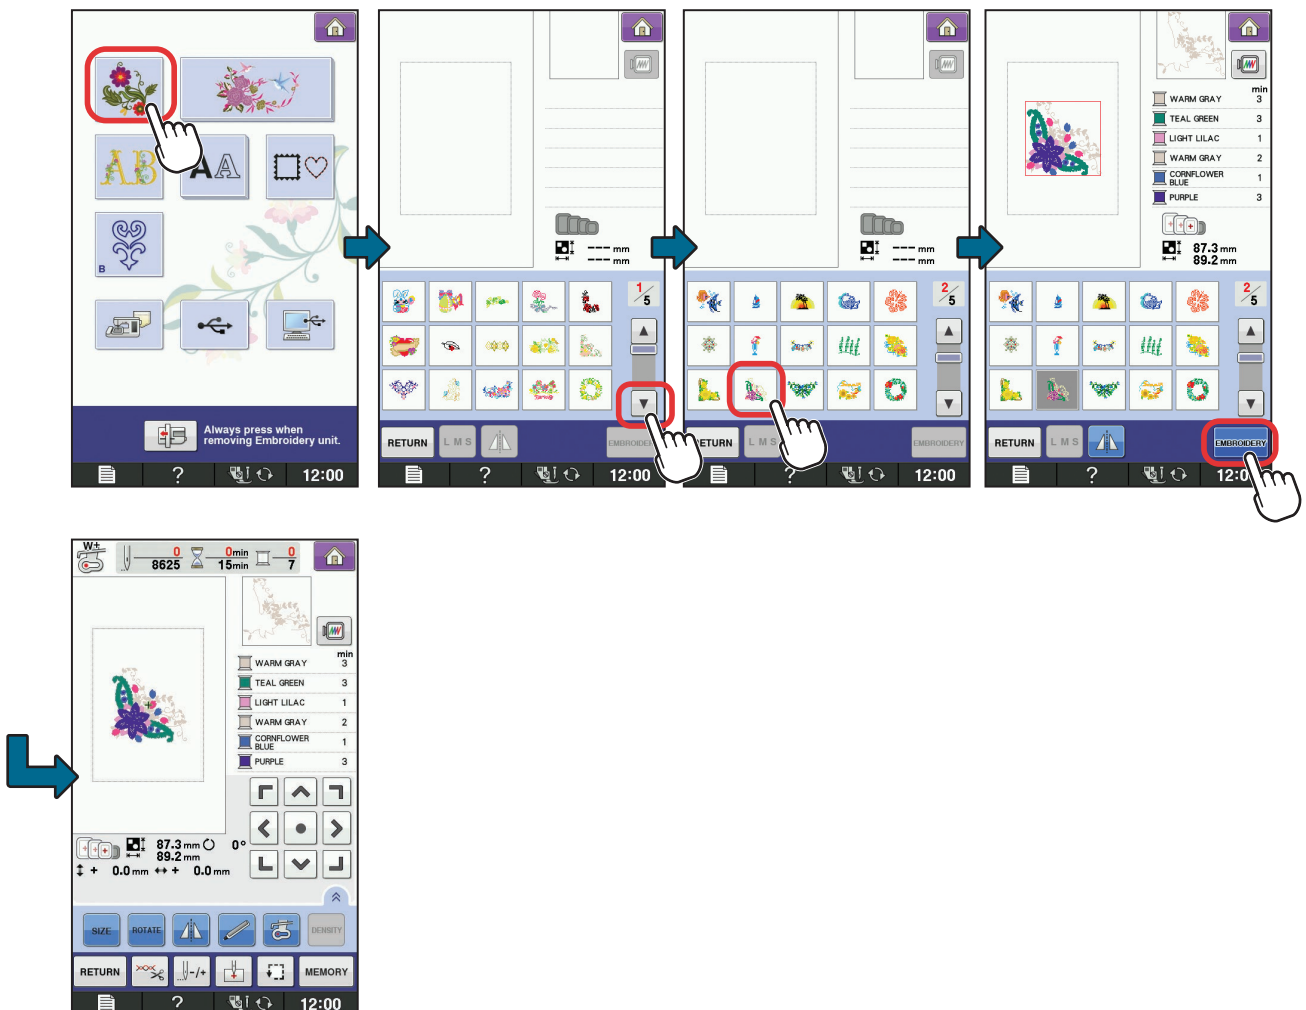 AB
AA
B
Always press when
removing Embroidery unit.
?
12:00
--- mm
--- mm
1/5
RETURN
L M S
EMBROIDERY
?
12:00
--- mm
--- mm
2/5
RETURN
L M S
EMBROIDERY
?
12:00
min
WARM GRAY 3
TEAL GREEN 3
LIGHT LILAC 1
WARM GRAY 2
CORNFLOWER
BLUE 1
PURPLE 3
87.3 mm
89.2 mm
2/5
RETURN
L M S
EMBROIDERY
?
W±
0 0min 0
8625 15min 7
min
WARM GRAY 3
TEAL GREEN 3
LIGHT LILAC 1
WARM GRAY 2
CORNFLOWER
BLUE 1
PURPLE 3
87.3 mm 0°
89.2 mm
+ 0.0 mm + 0.0 mm
SIZE
ROTATE
DENSITY
RETURN
-/+
MEMORY
?
12:00